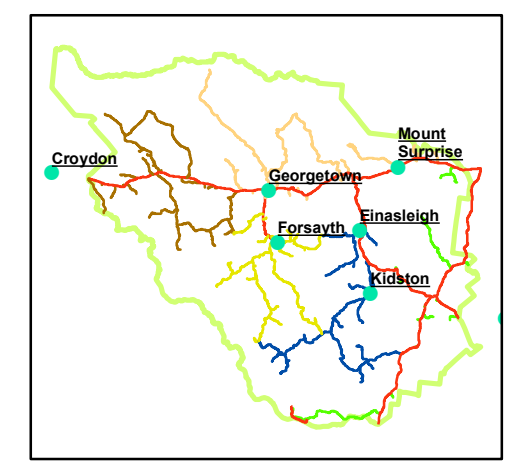 Mount
Surprise
Croydon
Georgetown
Einasleigh
Forsayth
Kidston